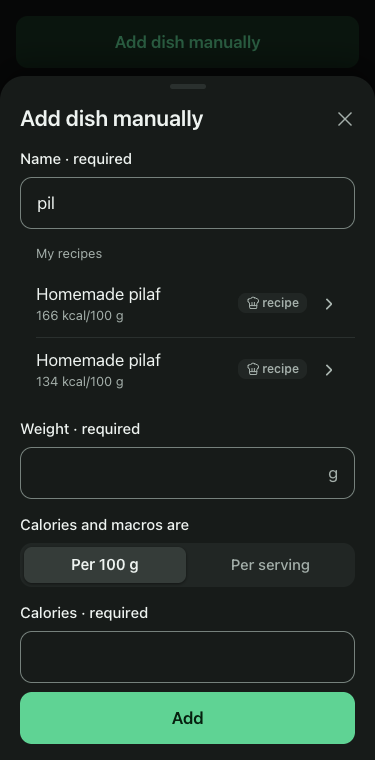 Add dish manually
Add dish manually
Name · required
pil
My recipes
Homemade pilaf
166 kcal/100 g
recipe
Homemade pilaf
134 kcal/100 g
recipe
Weight · required
g
Calories and macros are
Per 100 g
Per serving
Calories · required
Add